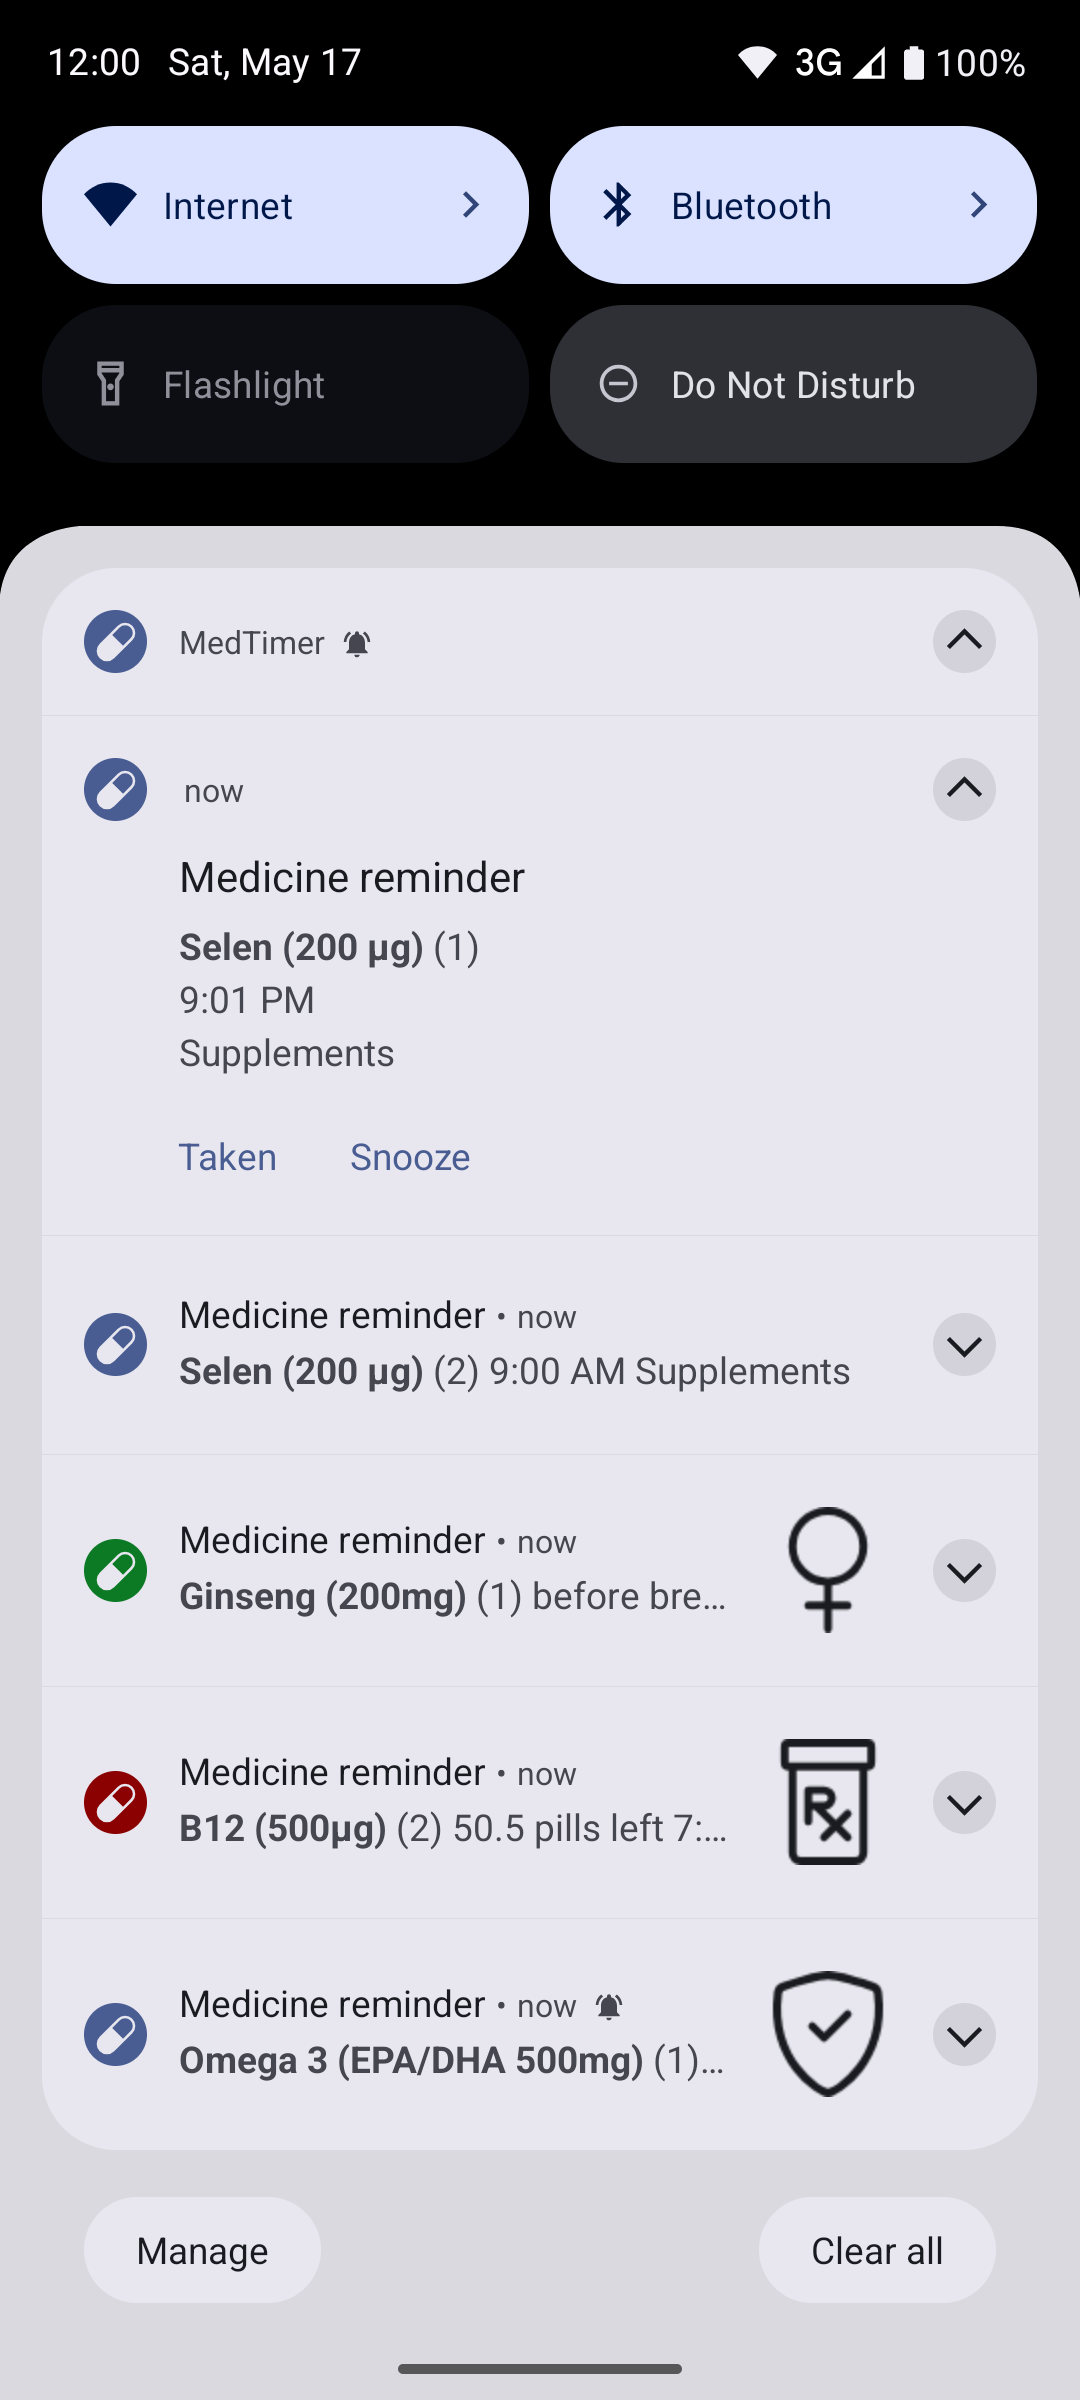 12:00 Sat, May 17 3G 100%
Internet Bluetooth
Flashlight Do Not Disturb
MedTimer
now
Medicine reminder
Selen (200 µg) (1)
9:01 PM
Supplements
Taken Snooze
Medicine reminder • now
Selen (200 µg) (2) 9:00 AM Supplements
Medicine reminder • now
Ginseng (200mg) (1) before bre...
Medicine reminder • now
B12 (500µg) (2) 50.5 pills left 7:...
Rx
Medicine reminder • now
Omega 3 (EPA/DHA 500mg) (1)...
Manage Clear all